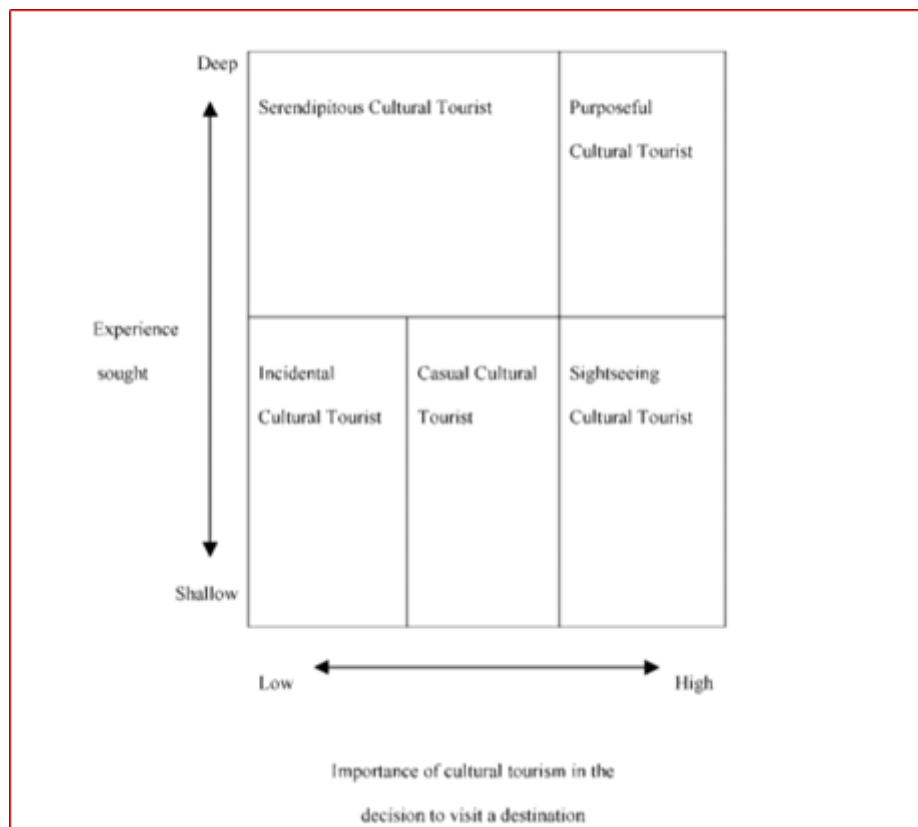 Deep
Serendipitous Cultural Tourist
Purposeful
Cultural Tourist
Experience
sought
Incidental
Cultural Tourist
Casual Cultural
Tourist
Sightseeing
Cultural Tourist
Shallow
Low
High
Importance of cultural tourism in the
decision to visit a destination